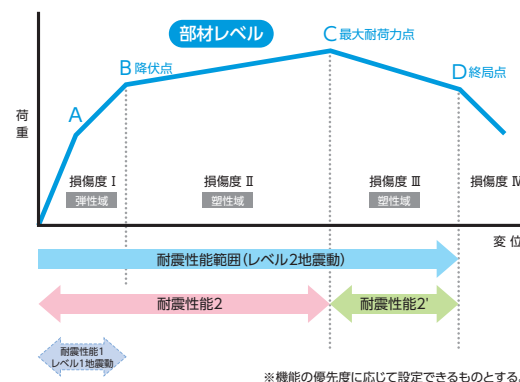 部材レベル
C最大耐荷力点
B降伏点
D終局点
A
荷重
損傷度 Ⅰ
損傷度 Ⅱ
損傷度 Ⅲ
損傷度 Ⅳ
弾性域
塑性域
塑性域
変位
耐震性能範囲(レベル2地震動)
耐震性能2
耐震性能2'
耐震性能1
レベル1地震動
※機能の優先度に応じて設定できるものとする。